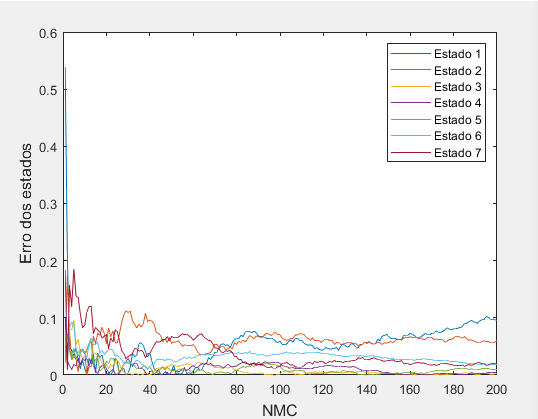 0.6
0.5
0.4
0.3
0.2
0.1
0
0 20 40 60 80 100 120 140 160 180 200
Erro dos estados
NMC
Estado 1
Estado 2
Estado 3
Estado 4
Estado 5
Estado 6
Estado 7